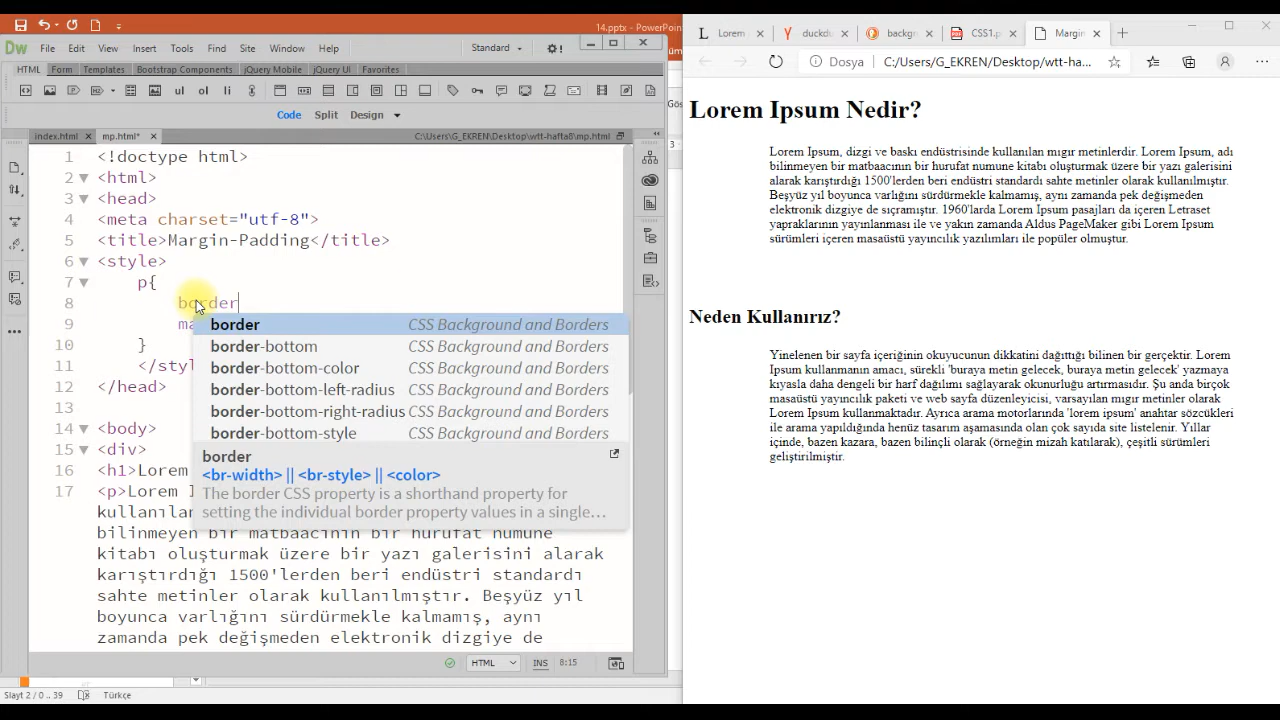 14.pptx - PowerPoint
Dw File Edit View Insert Tools Find Site Window Help Standard
HTML Form Templates Bootstrap Components jQuery Mobile jQuery UI Favorites
ul ol li
Code Split Design
index.html mp.html* C:\Users\G_EKREN\Desktop\wtt-hafta8\mp.html
1 <!doctype html>
2 <html>
3 <head>
4 <meta charset="utf-8">
5 <title>Margin-Padding</title>
6 <style>
7 p{
8 border
9 ma
10 }
11 </styl
12 </head>
13
14 <body>
15 <div>
16 <h1>Lorem
17 <p>Lorem I
kullanılan
bilinmeyen bir matbaacının bir hurufat numune
kitabı oluşturmak üzere bir yazı galerisini alarak
karıştırdığı 1500'lerden beri endüstri standardı
sahte metinler olarak kullanılmıştır. Beşyüz yıl
boyunca varlığını sürdürmekle kalmamış, aynı
zamanda pek değişmeden elektronik dizgiye de
border CSS Background and Borders
border-bottom CSS Background and Borders
border-bottom-color CSS Background and Borders
border-bottom-left-radius CSS Background and Borders
border-bottom-right-radius CSS Background and Borders
border-bottom-style CSS Background and Borders
border
<br-width> || <br-style> || <color>
The border CSS property is a shorthand property for
setting the individual border property values in a single…
HTML INS 8:15
Slayt 2 / 0 .. 39 Türkçe
Lorem duckdu backgr CSS1.p Margin
Dosya C:/Users/G_EKREN/Desktop/wtt-ha...
Lorem Ipsum Nedir?
Lorem Ipsum, dizgi ve baskı endüstrisinde kullanılan mıgır metinlerdir. Lorem Ipsum, adı
bilinmeyen bir matbaacının bir hurufat numune kitabı oluşturmak üzere bir yazı galerisini
alarak karıştırdığı 1500'lerden beri endüstri standardı sahte metinler olarak kullanılmıştır.
Beşyüz yıl boyunca varlığını sürdürmekle kalmamış, aynı zamanda pek değişmeden
elektronik dizgiye de sıçramıştır. 1960'larda Lorem Ipsum pasajları da içeren Letraset
yapraklarının yayınlanması ile ve yakın zamanda Aldus PageMaker gibi Lorem Ipsum
sürümleri içeren masaüstü yayıncılık yazılımları ile popüler olmuştur.
Neden Kullanırız?
Yinelenen bir sayfa içeriğinin okuyucunun dikkatini dağıttığı bilinen bir gerçektir. Lorem
Ipsum kullanmanın amacı, sürekli 'buraya metin gelecek, buraya metin gelecek' yazmaya
kıyasla daha dengeli bir harf dağılımı sağlayarak okunurluğu artırmasıdır. Şu anda birçok
masaüstü yayıncılık paketi ve web sayfa düzenleyicisi, varsayılan mıgır metinler olarak
Lorem Ipsum kullanmaktadır. Ayrıca arama motorlarında 'lorem ipsum' anahtar sözcükleri
ile arama yapıldığında henüz tasarım aşamasında olan çok sayıda site listelenir. Yıllar
içinde, bazen kazara, bazen bilinçli olarak (örneğin mizah katılarak), çeşitli sürümleri
geliştirilmiştir.